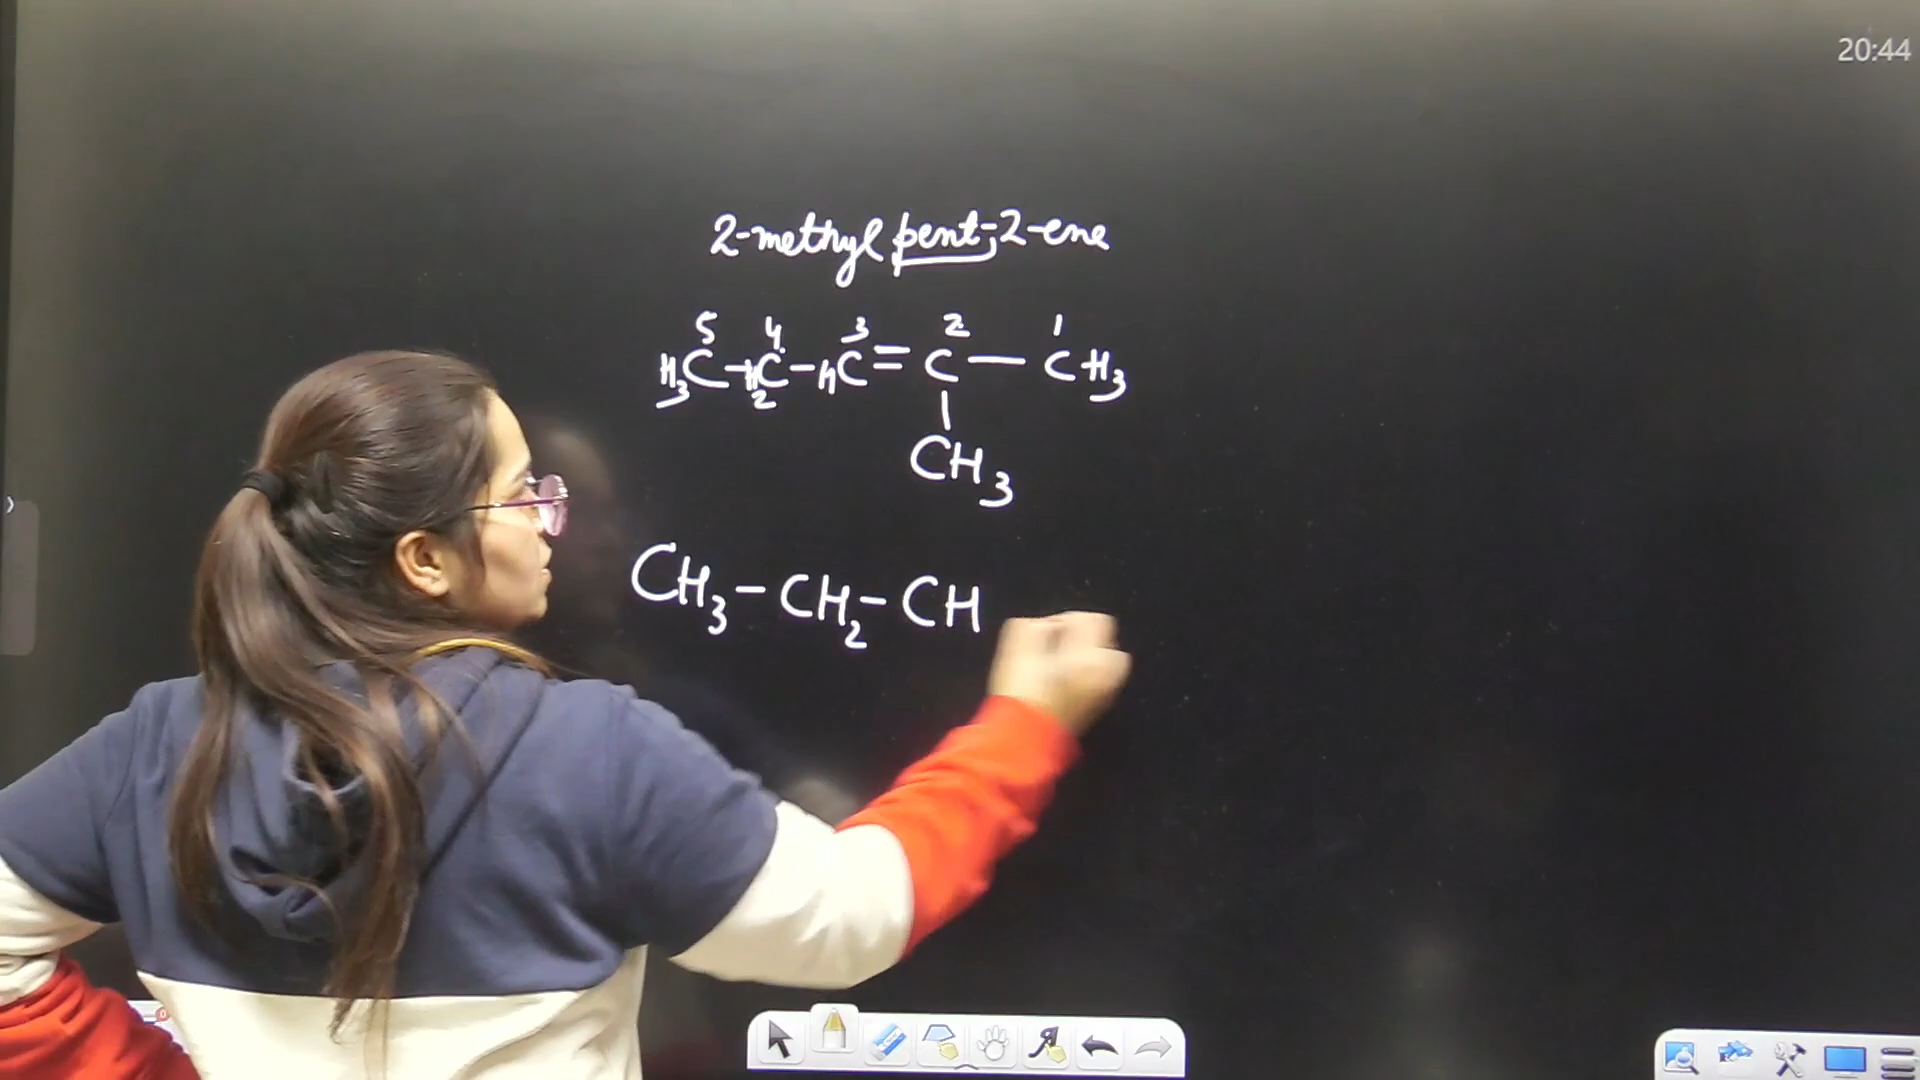 20:44
2-methyl pent-2-ene
5 4 3 2 1
H₃C-H₂C-HC=C—CH₃
CH₃
CH₃-CH₂-CH